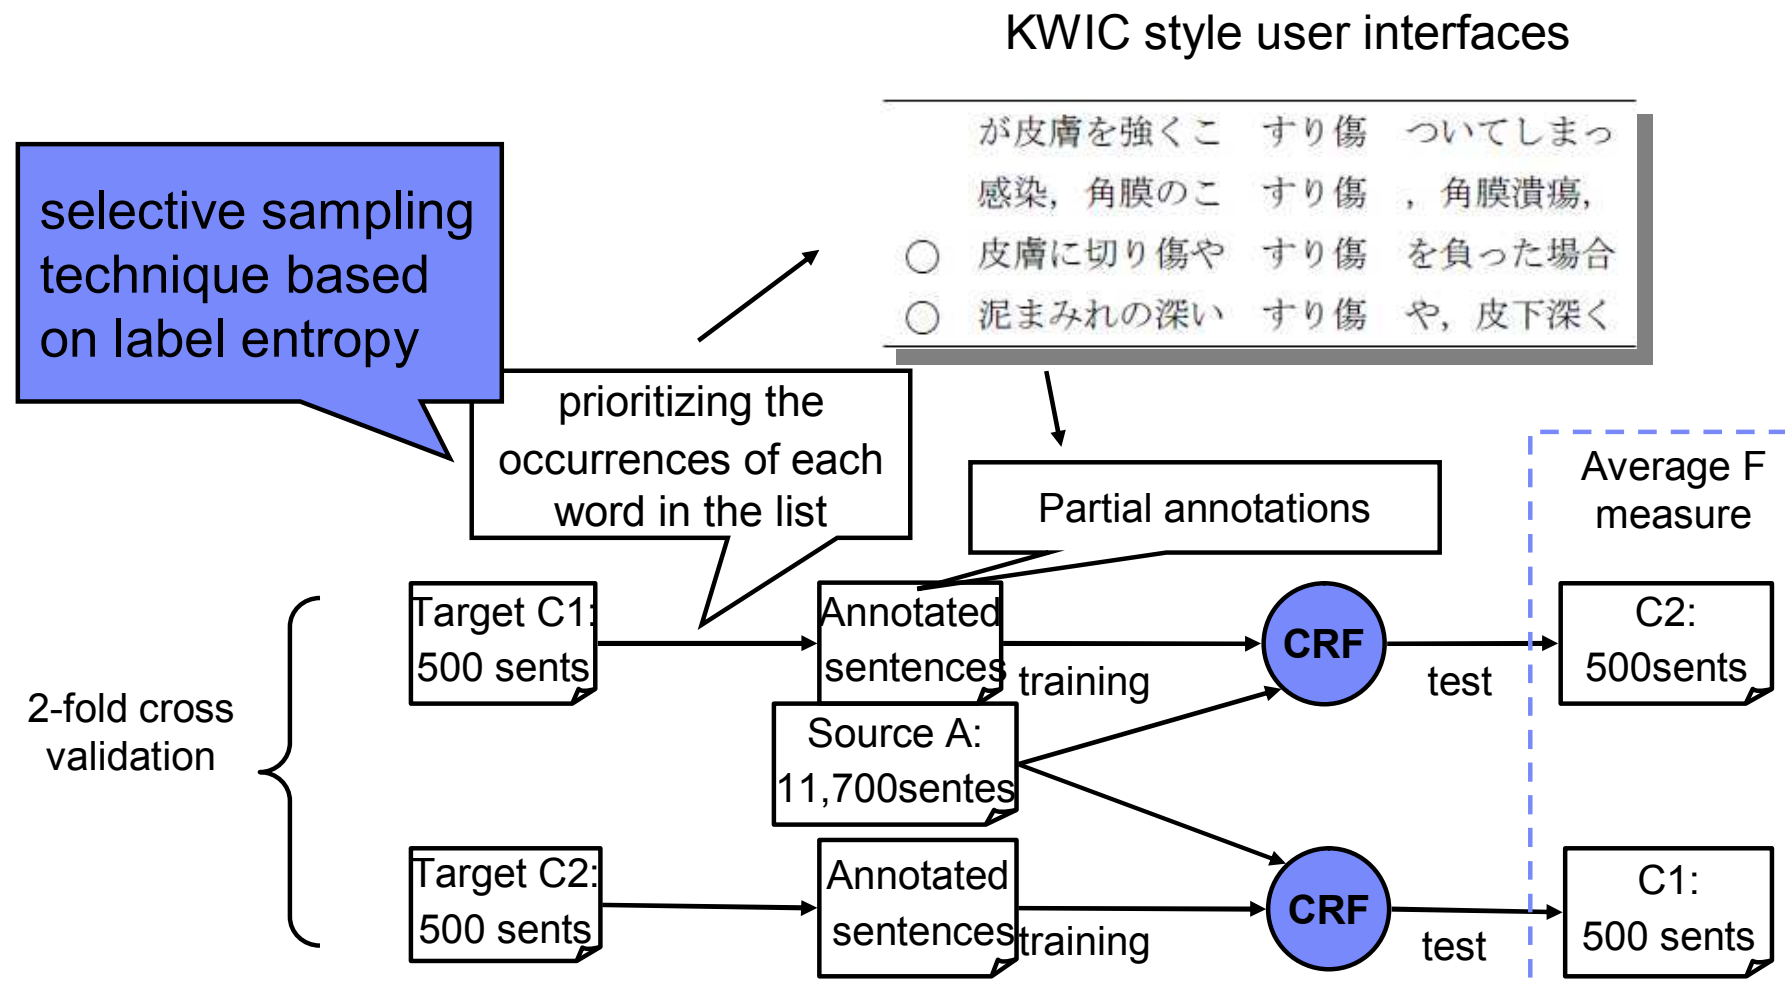 KWIC style user interfaces
が皮膚を強くこ すり傷 ついてしまっ
感染，角膜のこ すり傷 ，角膜潰瘍，
○ 皮膚に切り傷や すり傷 を負った場合
○ 泥まみれの深い すり傷 や，皮下深く
selective sampling
technique based
on label entropy
prioritizing the
occurrences of each
word in the list
Partial annotations
Average F
measure
2-fold cross
validation
Target C1:
500 sents
Annotated
sentences
training
CRF
test
C2:
500sents
Source A:
11,700sentes
Target C2:
500 sents
Annotated
sentences
training
CRF
test
C1:
500 sents